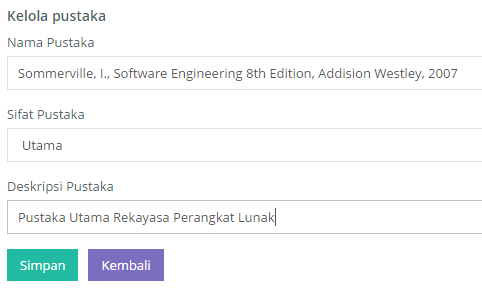 Kelola pustaka
Nama Pustaka
Sommerville, I., Software Engineering 8th Edition, Addision Westley, 2007
Sifat Pustaka
Utama
Deskripsi Pustaka
Pustaka Utama Rekayasa Perangkat Lunak
Simpan Kembali